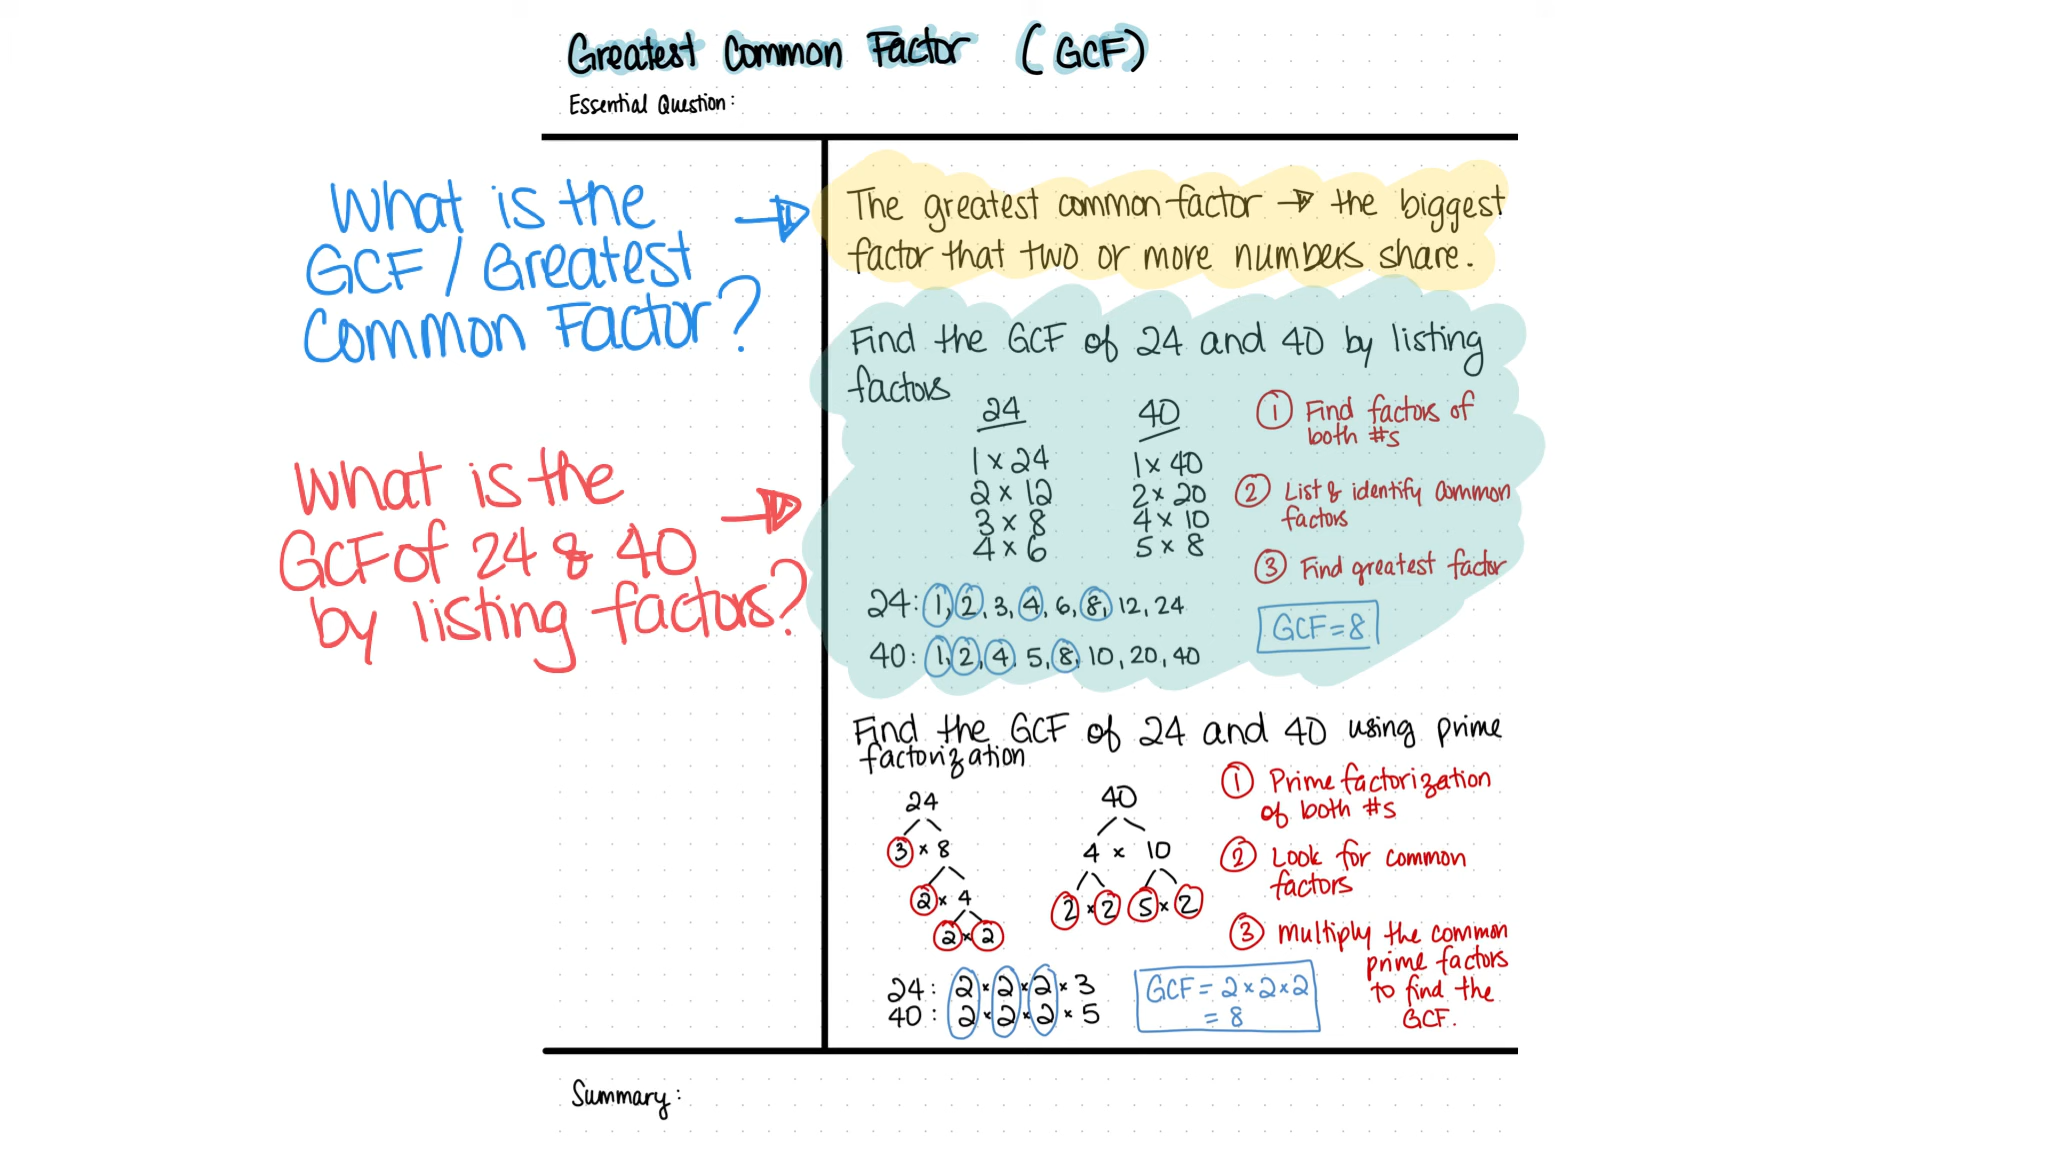 Greatest Common Factor (GCF)
Essential Question:
What is the
GCF / Greatest
Common Factor?
The greatest common factor → the biggest
factor that two or more numbers share.
What is the
GCF of 24 & 40
by listing factors?
Find the GCF of 24 and 40 by listing
factors
24
1 x 24
2 x 12
3 x 8
4 x 6
40
1 x 40
2 x 20
4 x 10
5 x 8
① Find factors of
both #s
② List & identify common
factors
③ Find greatest factor
24: 1, 2, 3, 4, 6, 8, 12, 24
40: 1, 2, 4, 5, 8, 10, 20, 40
GCF = 8
Find the GCF of 24 and 40 using prime
factorization
24
3 x 8
2 x 4
2 x 2
40
4 x 10
2 x 2 5 x 2
① Prime factorization
of both #s
② Look for common
factors
③ Multiply the common
prime factors
to find the
GCF.
24: 2 x 2 x 2 x 3
40: 2 x 2 x 2 x 5
GCF = 2 x 2 x 2
= 8
Summary: